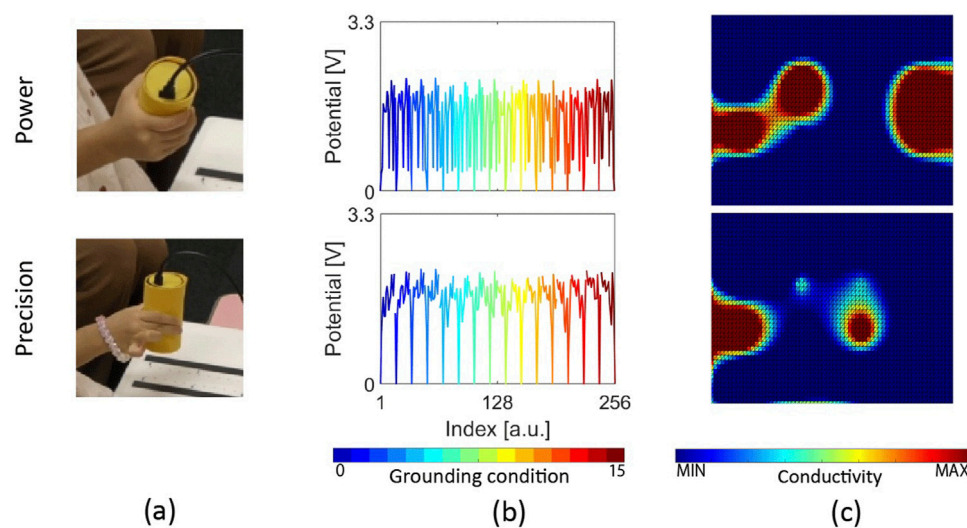 Power
3.3
Potential [V]
0
Precision
3.3
Potential [V]
0
1 128 256
Index [a.u.]
0 Grounding condition 15
MIN Conductivity MAX
(a) (b) (c)